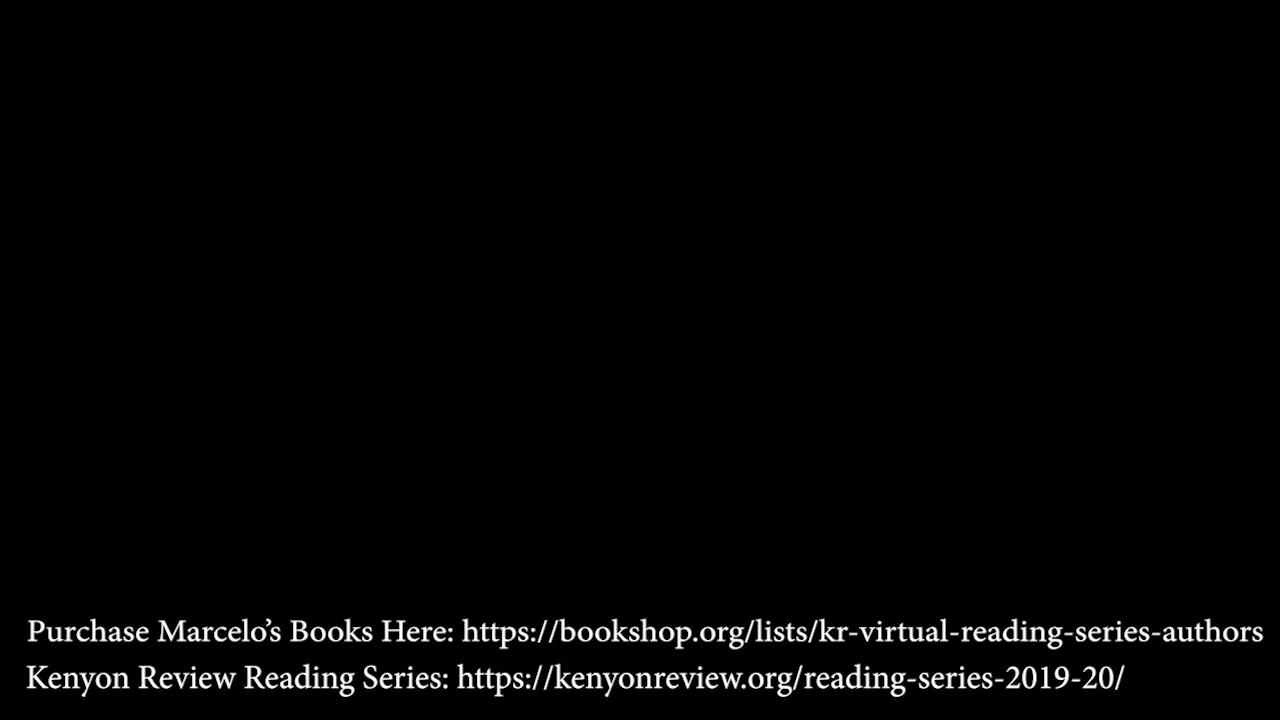 Purchase Marcelo’s Books Here: https://bookshop.org/lists/kr-virtual-reading-series-authors
Kenyon Review Reading Series: https://kenyonreview.org/reading-series-2019-20/